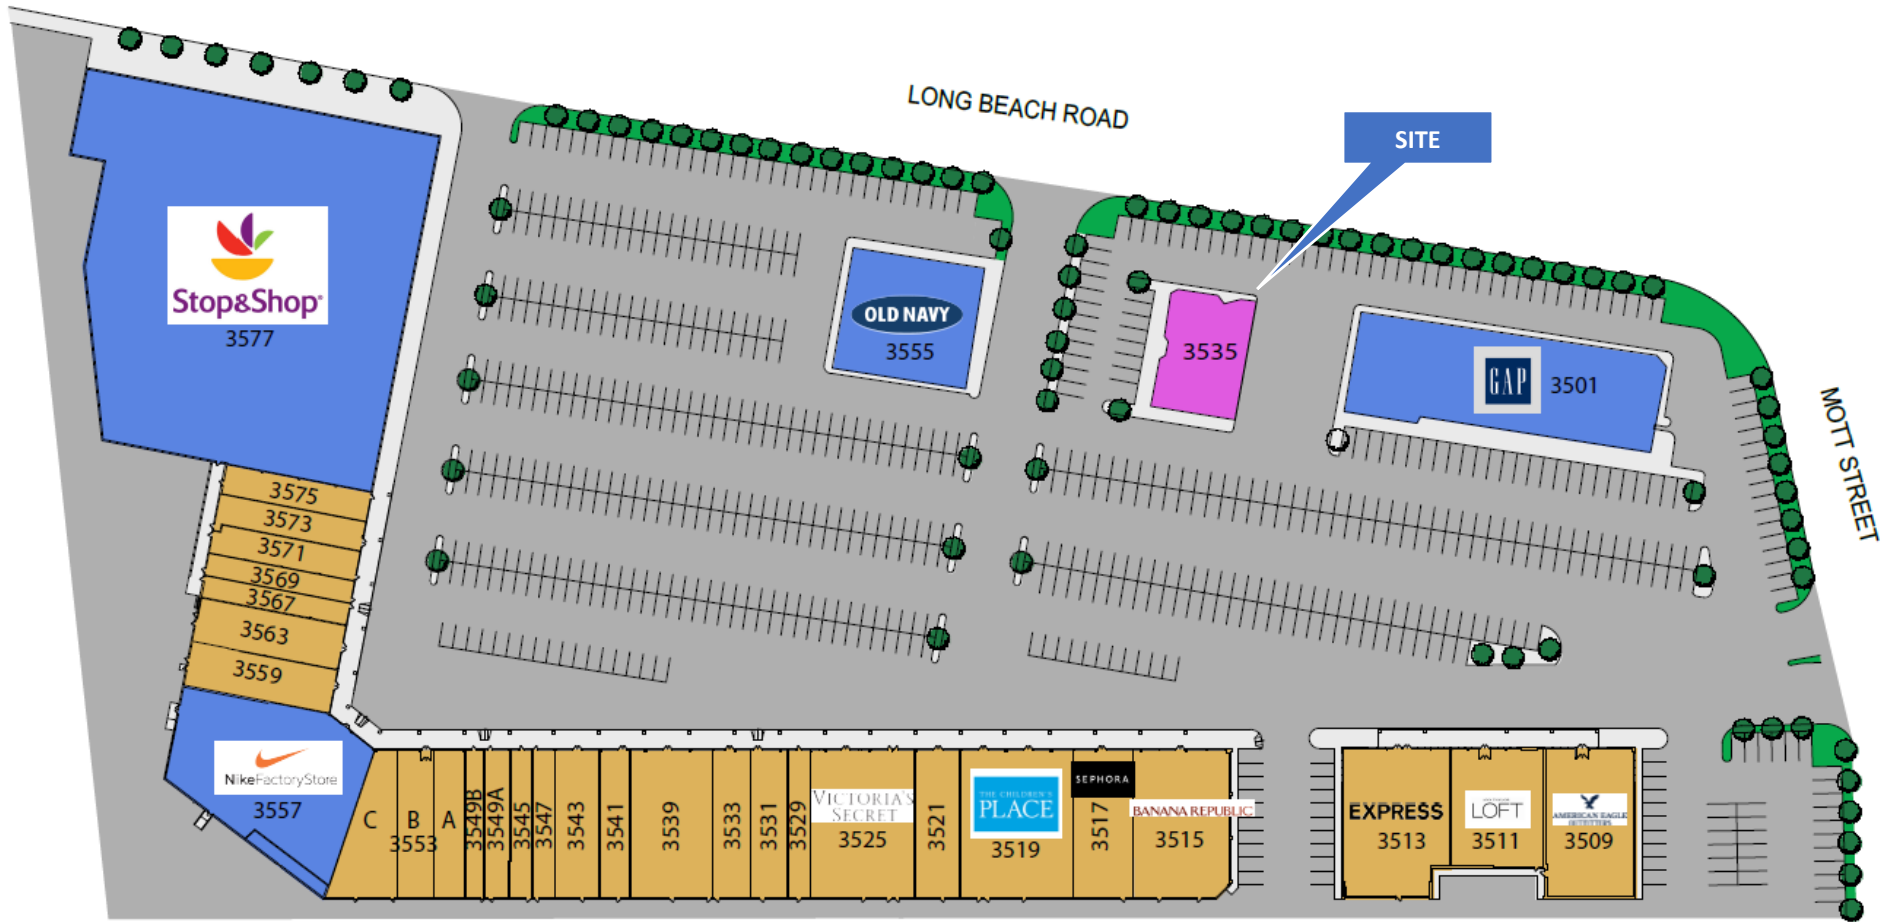 LONG BEACH ROAD
SITE
MOTT STREET
Stop&Shop
3577
OLD NAVY
3555
3535
GAP
3501
3575
3573
3571
3569
3567
3563
3559
NikeFactoryStore
3557
C
B
A
3553
3549B
3549A
3545
3547
3543
3541
3539
3533
3531
3529
VICTORIA'S
SECRET
3525
3521
THE CHILDREN'S
PLACE
3519
SEPHORA
3517
BANANA REPUBLIC
3515
EXPRESS
3513
LOFT
3511
AMERICAN EAGLE
OUTFITTERS
3509